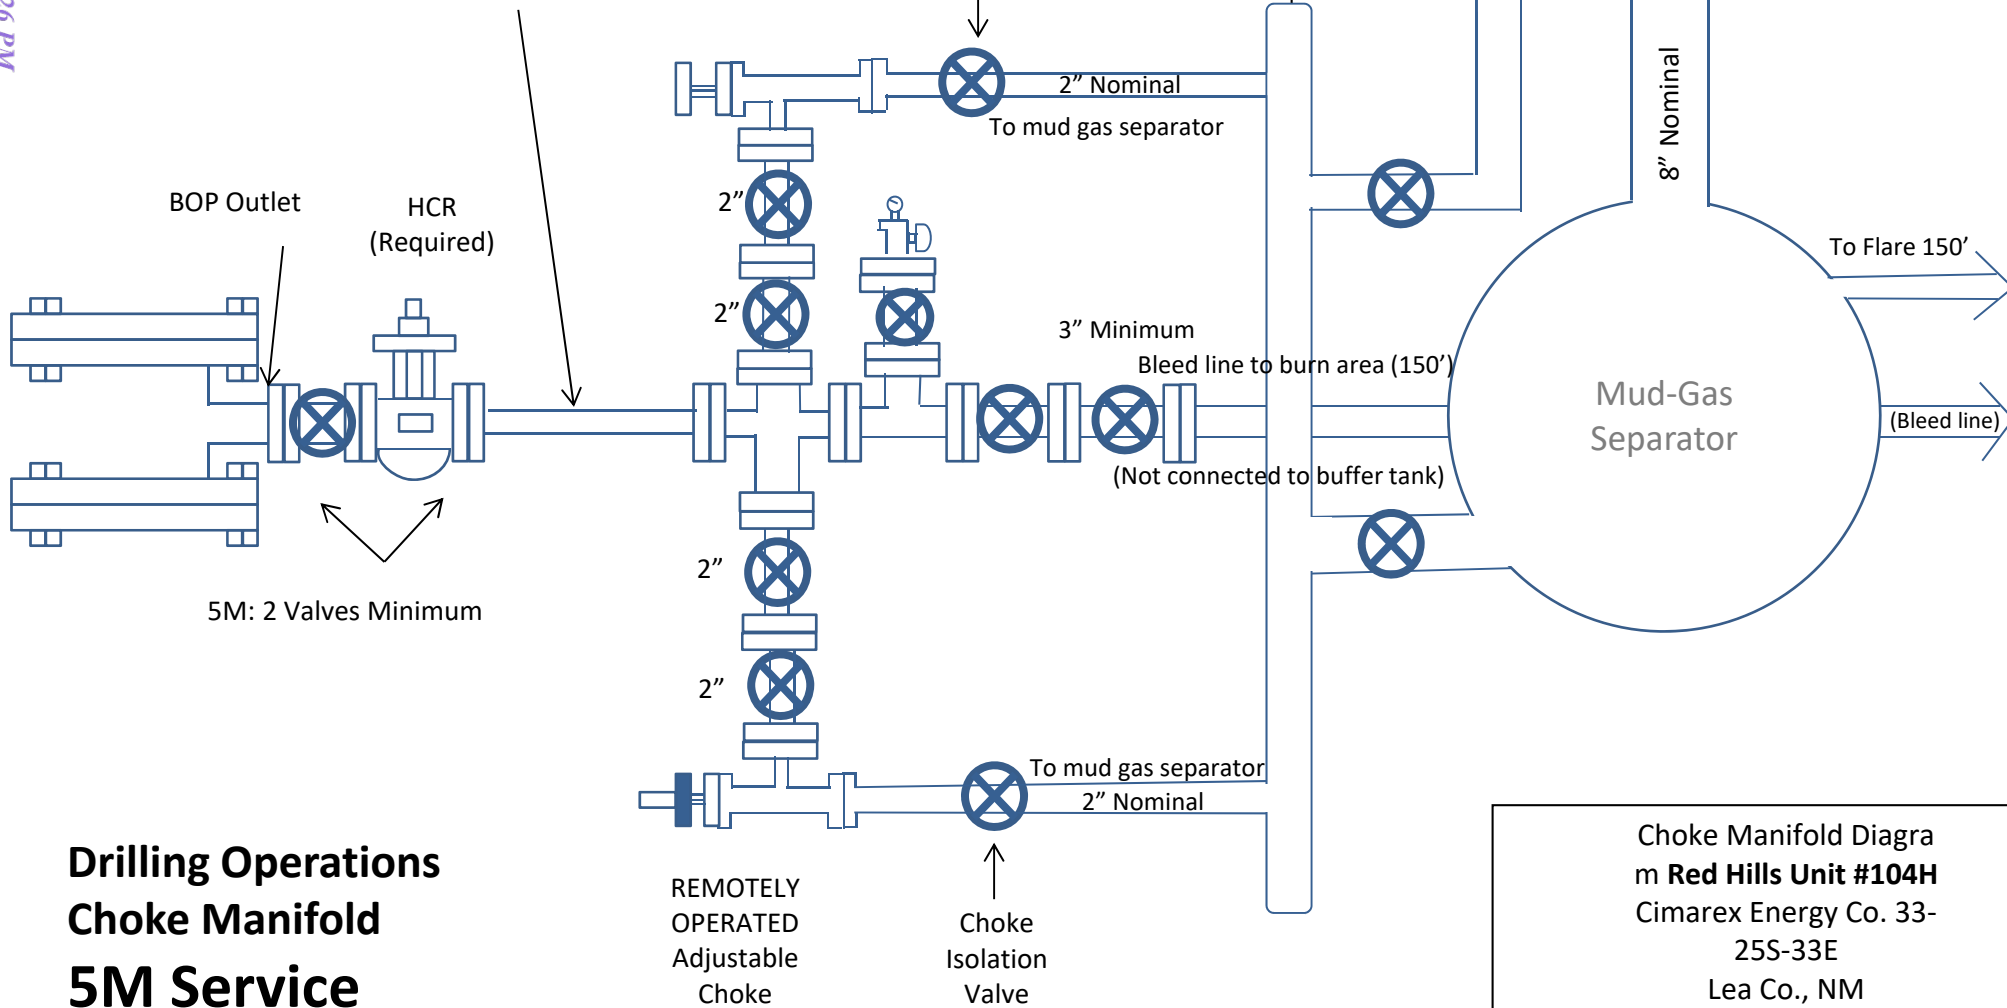 26 PM
2” Nominal
To mud gas separator
8” Nominal
BOP Outlet
HCR
(Required)
2”
2”
To Flare 150’
3” Minimum
Bleed line to burn area (150’)
Mud-Gas
Separator
(Bleed line)
(Not connected to buffer tank)
2”
5M: 2 Valves Minimum
2”
To mud gas separator
2” Nominal
Drilling Operations
Choke Manifold
5M Service
REMOTELY
OPERATED
Adjustable
Choke
Choke
Isolation
Valve
Choke Manifold Diagra
m Red Hills Unit #104H
Cimarex Energy Co. 33-
25S-33E
Lea Co., NM